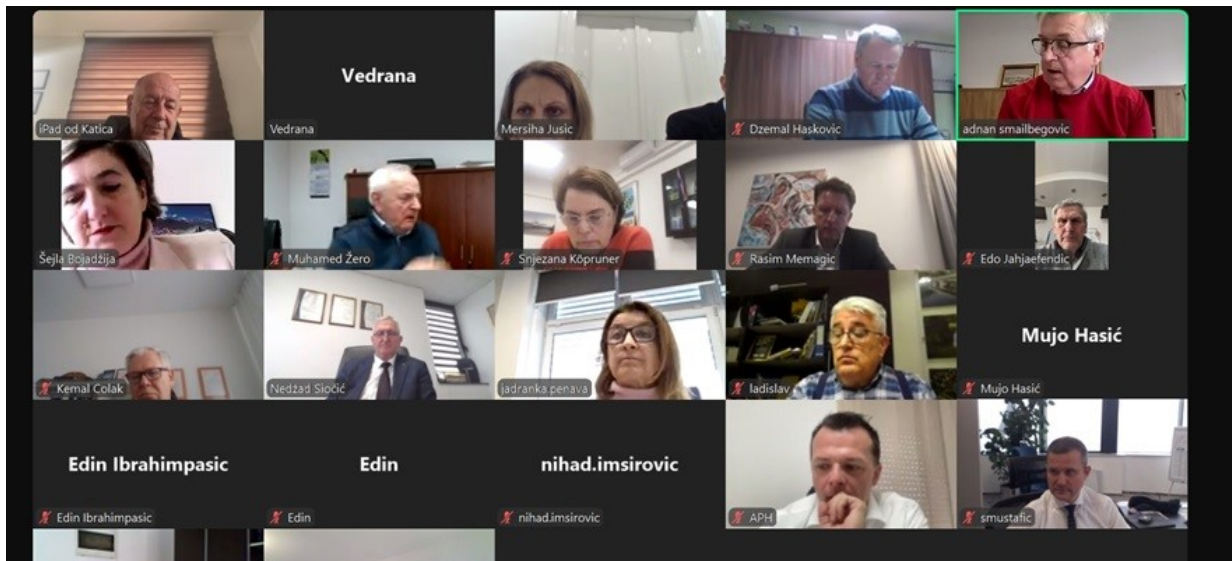 iPad od Katica
Vedrana
Vedrana
Mersiha Jusic
Dzemal Haskovic
adnan smailbegovic
Šejla Bojadžija
Muhamed Žero
Snjezana Köpruner
Rasim Memagic
Edo Jahjaefendic
Kemal Colak
Nedžad Siočić
jadranka.penava
ladislav
Mujo Hasić
Mujo Hasić
Edin Ibrahimpasic
Edin Ibrahimpasic
Edin
Edin
nihad.imsirovic
nihad.imsirovic
APH
smustafic